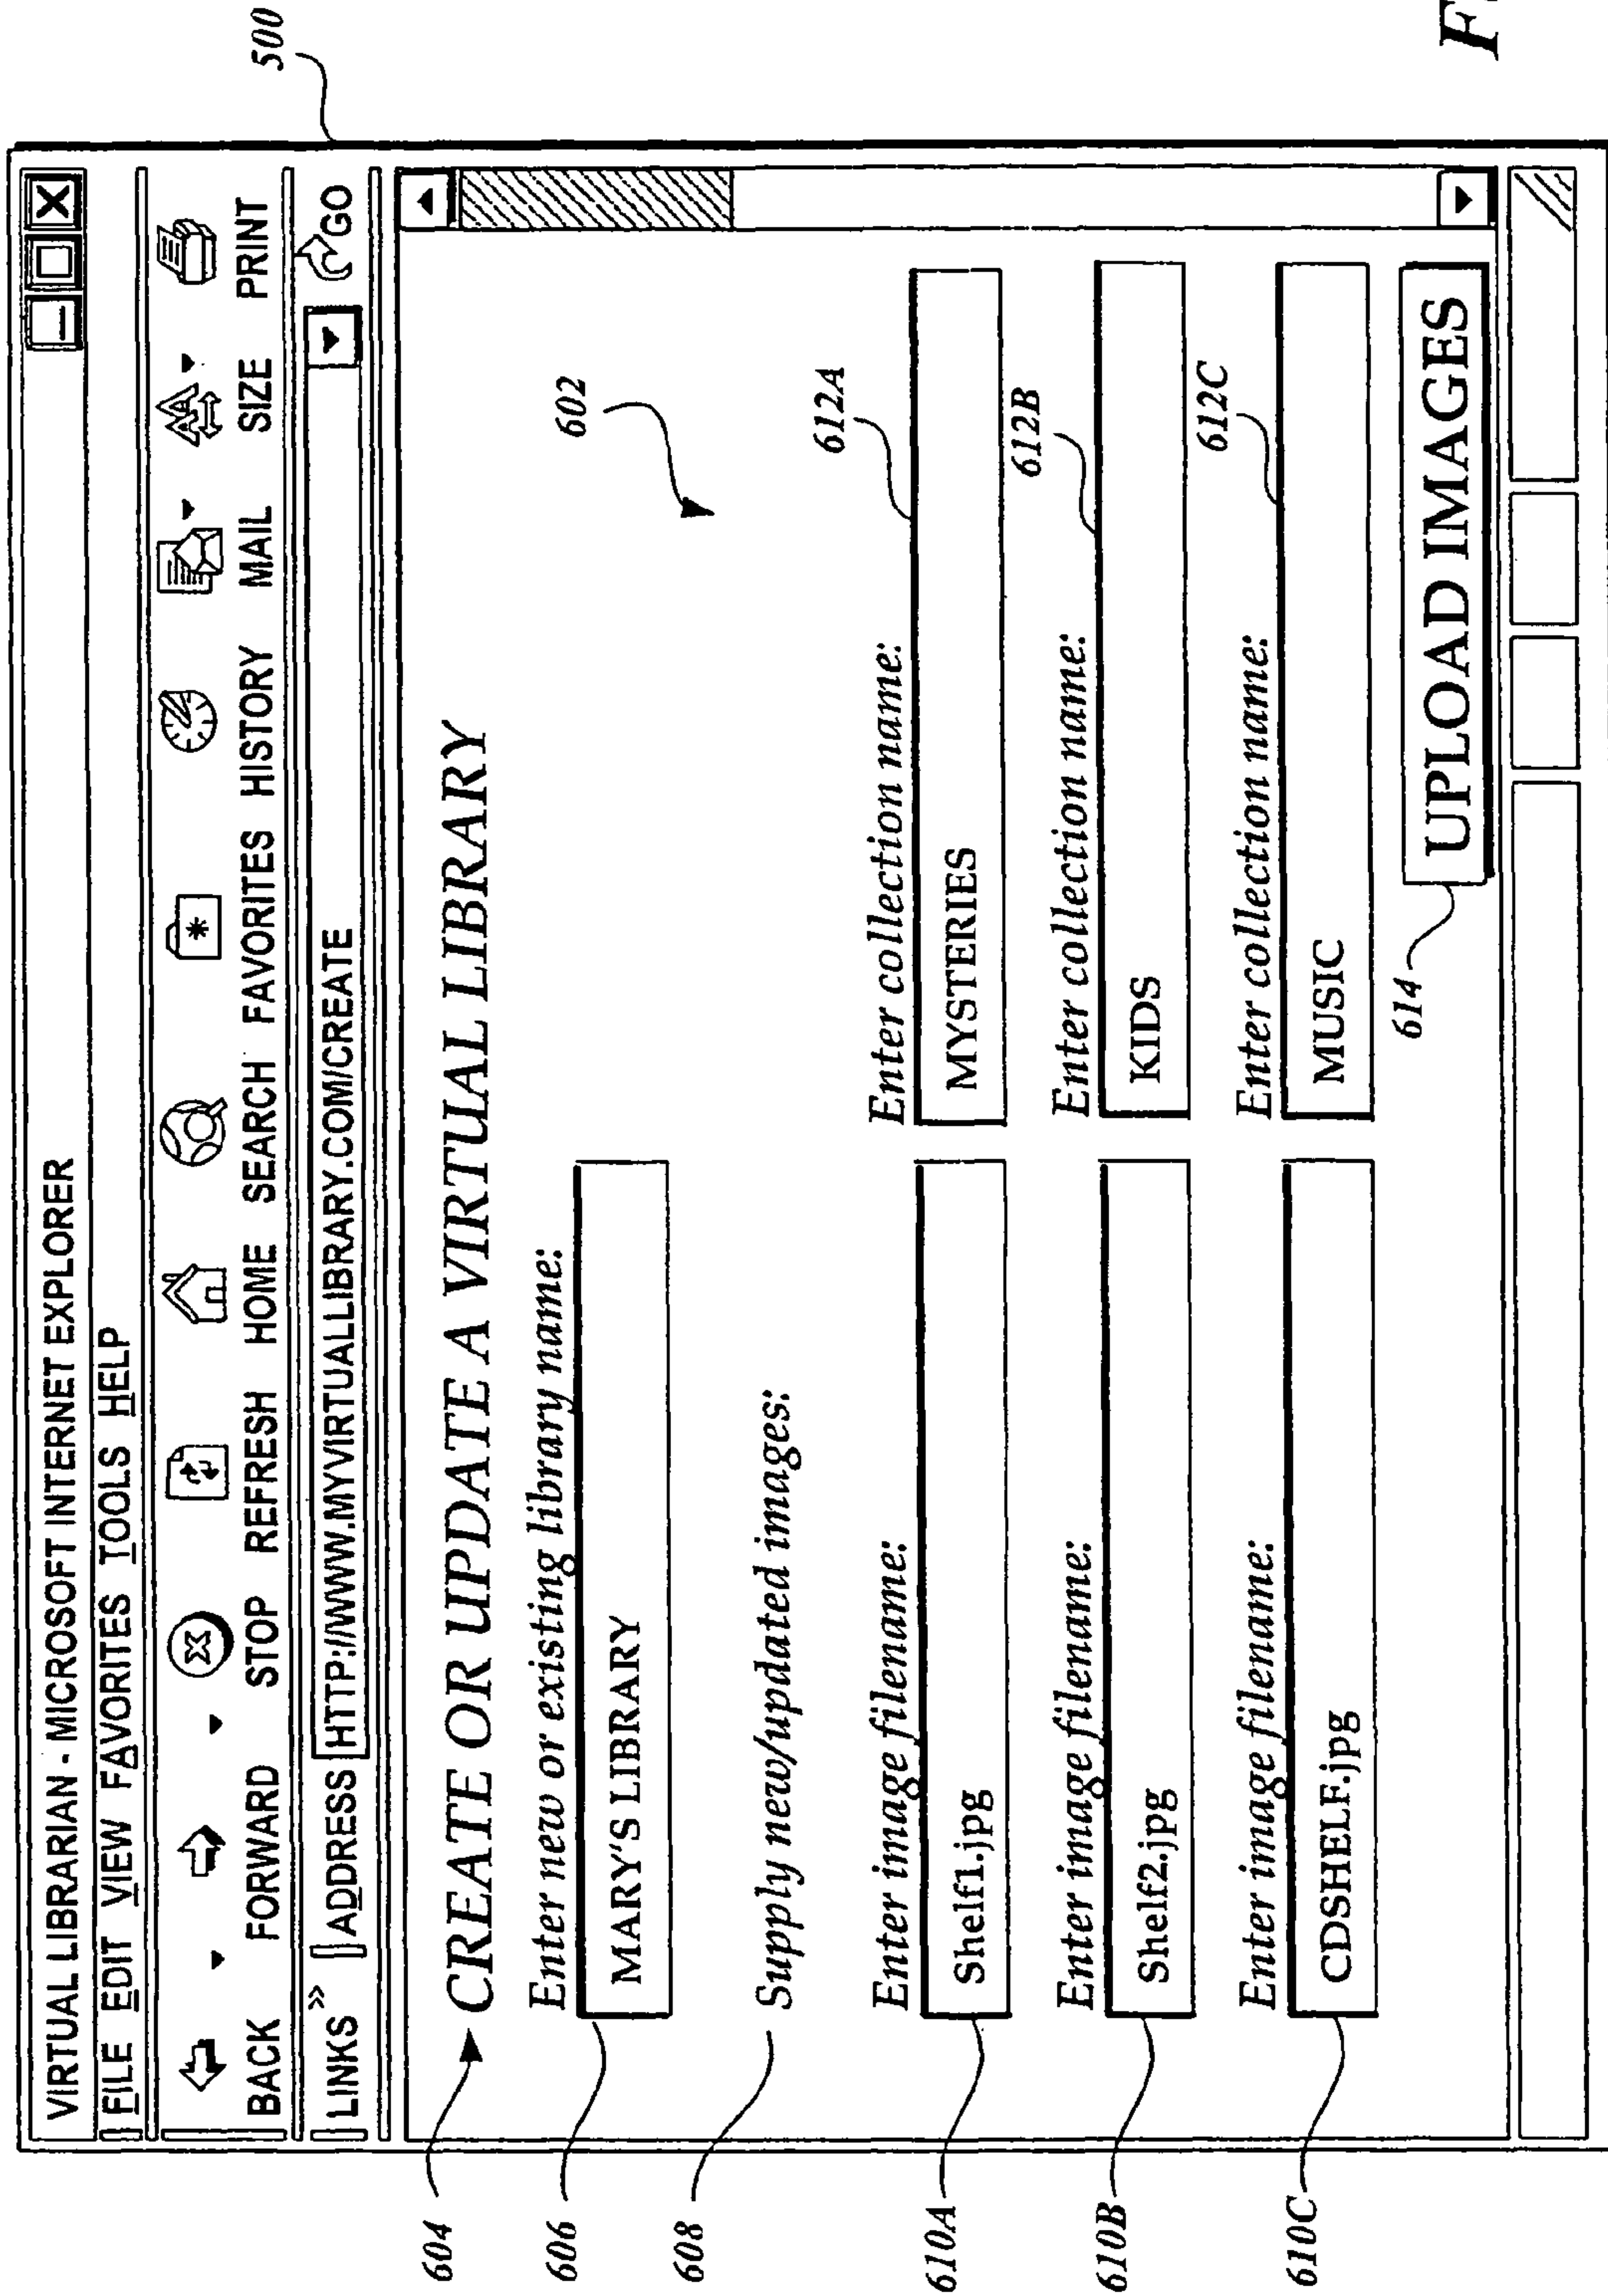 VIRTUAL LIBRARIAN - MICROSOFT INTERNET EXPLORER
FILE EDIT VIEW FAVORITES TOOLS HELP
BACK FORWARD STOP REFRESH HOME SEARCH FAVORITES HISTORY MAIL SIZE PRINT
LINKS » ADDRESS HTTP://WWW.MYVIRTUALLIBRARY.COM/CREATE GO
500
604 CREATE OR UPDATE A VIRTUAL LIBRARY
Enter new or existing library name:
606 MARY'S LIBRARY
602
608 Supply new/updated images:
612A
Enter image filename: Enter collection name:
610A Shelf1.jpg MYSTERIES
612B
Enter image filename: Enter collection name:
610B Shelf2.jpg KIDS
612C
Enter image filename: Enter collection name:
610C CDSHELF.jpg MUSIC
614 UPLOAD IMAGES